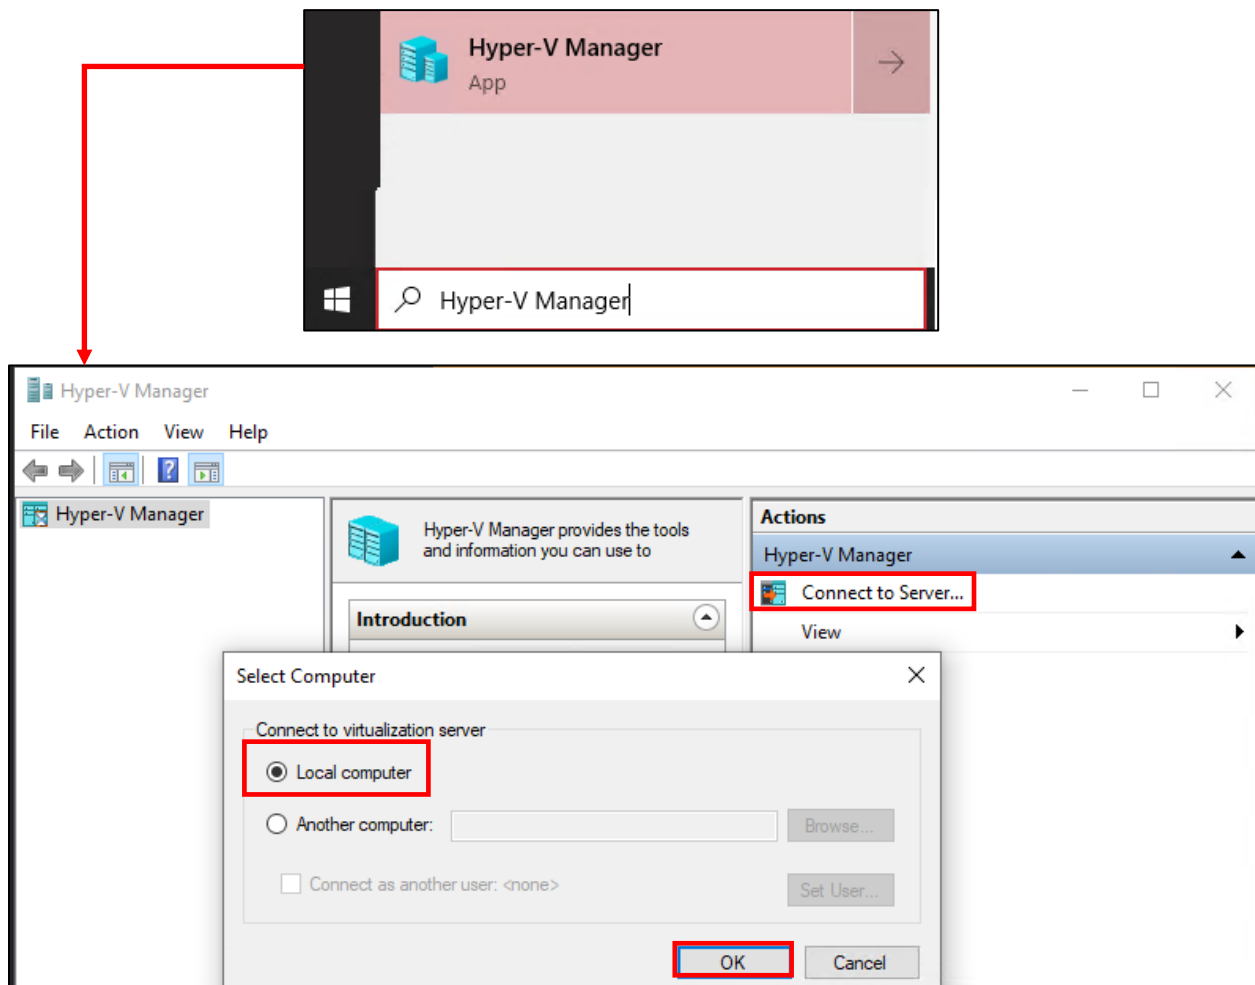 Hyper-V Manager
App
Hyper-V Manager
Hyper-V Manager
File Action View Help
Hyper-V Manager
Hyper-V Manager provides the tools
and information you can use to
Introduction
Actions
Hyper-V Manager
Connect to Server...
View
Select Computer
Connect to virtualization server
Local computer
Another computer:
Browse...
Connect as another user: <none>
Set User...
OK
Cancel